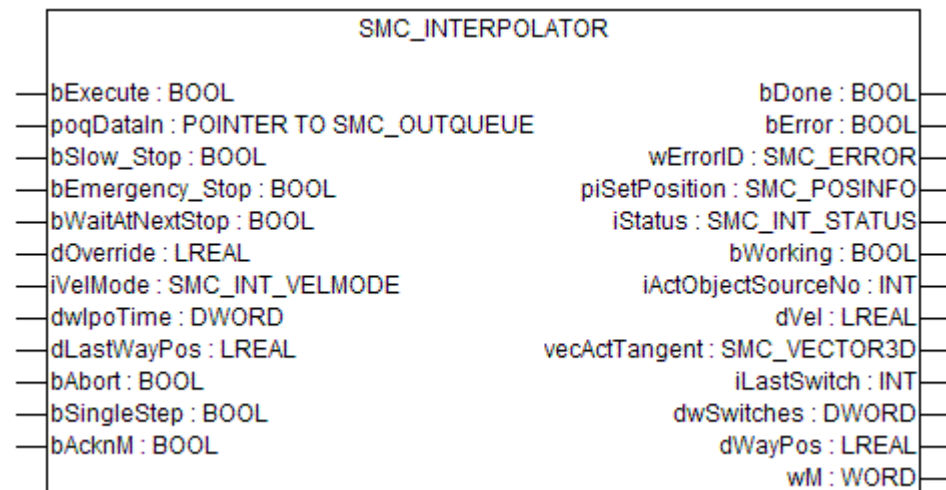 SMC_INTERPOLATOR
bExecute : BOOL bDone : BOOL
poqDataIn : POINTER TO SMC_OUTQUEUE bError : BOOL
bSlow_Stop : BOOL wErrorID : SMC_ERROR
bEmergency_Stop : BOOL piSetPosition : SMC_POSINFO
bWaitAtNextStop : BOOL iStatus : SMC_INT_STATUS
dOverride : LREAL bWorking : BOOL
iVelMode : SMC_INT_VELMODE iActObjectSourceNo : INT
dwIpoTime : DWORD dVel : LREAL
dLastWayPos : LREAL vecActTangent : SMC_VECTOR3D
bAbort : BOOL iLastSwitch : INT
bSingleStep : BOOL dwSwitches : DWORD
bAcknM : BOOL dWayPos : LREAL
wM : WORD